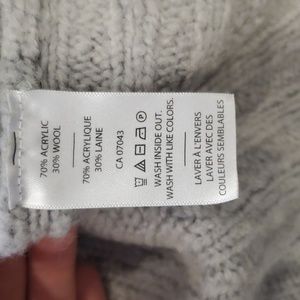 70% ACRYLIC
30% WOOL
70% ACRYLIQUE
30% LAINE
CA 07043
WASH INSIDE OUT.
WASH WITH LIKE COLORS.
LAVER À L'ENVERS
LAVER AVEC DES
COULEURS SEMBLABLES